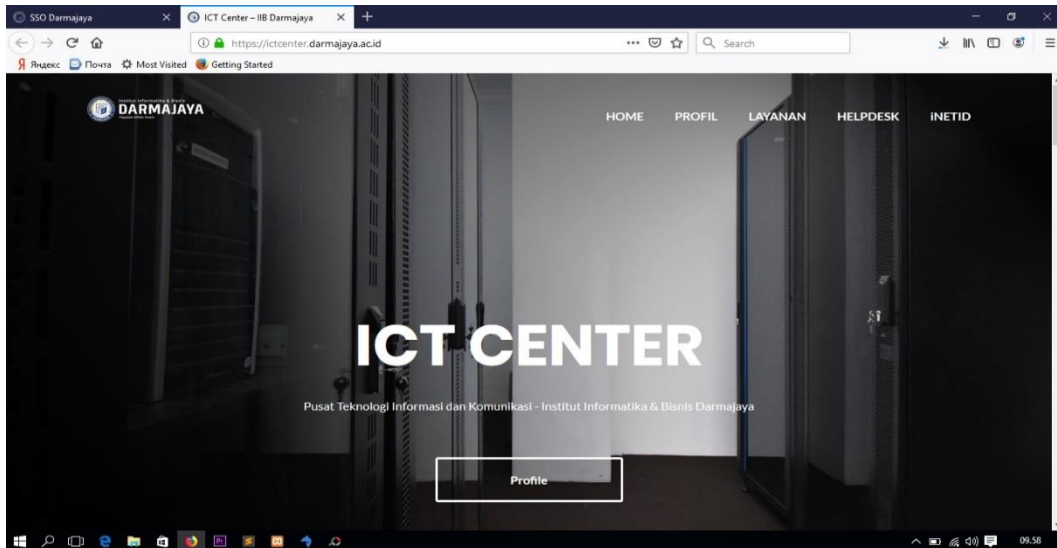 SSO Darmajaya
ICT Center – IIB Darmajaya
https://ictcenter.darmajaya.ac.id
Search
Яндекс Почта Most Visited Getting Started
DARMAJAYA
HOME PROFIL LAYANAN HELPDESK iNETID
ICT CENTER
Pusat Teknologi Informasi dan Komunikasi - Institut Informatika & Bisnis Darmajaya
Profile
Pr
09.58